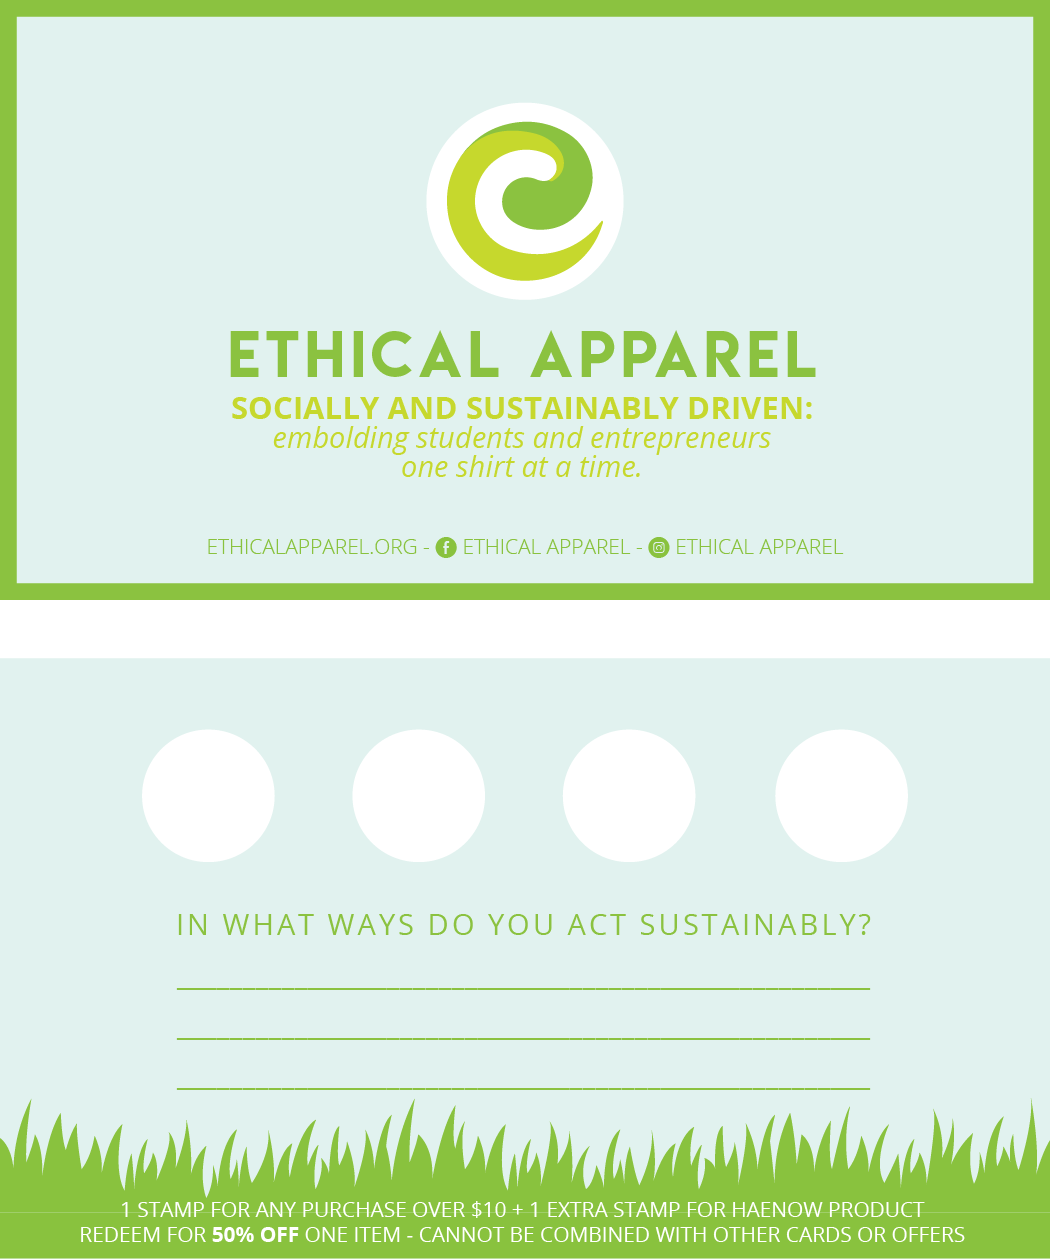 ETHICAL APPAREL
SOCIALLY AND SUSTAINABLY DRIVEN:
embolding students and entrepreneurs
one shirt at a time.
ETHICALAPPAREL.ORG - ETHICAL APPAREL - ETHICAL APPAREL
IN WHAT WAYS DO YOU ACT SUSTAINABLY?
1 STAMP FOR ANY PURCHASE OVER $10 + 1 EXTRA STAMP FOR HAENOW PRODUCT
REDEEM FOR 50% OFF ONE ITEM - CANNOT BE COMBINED WITH OTHER CARDS OR OFFERS